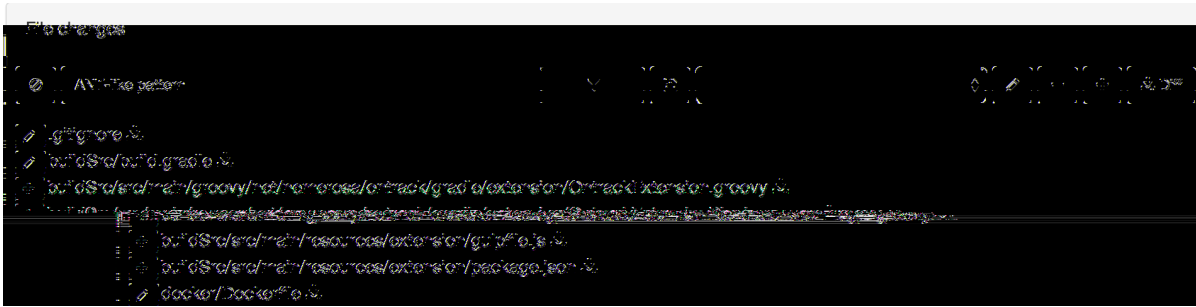 File changes
ANT-like pattern
.gitignore
buildSrc/build.gradle
buildSrc/src/main/groovy/net/nemerosa/ontrack/gradle/extension/OntrackExtension.groovy
buildSrc/src/main/resources/extension/gulpfile.js
buildSrc/src/main/resources/extension/package.json
docker/Dockerfile